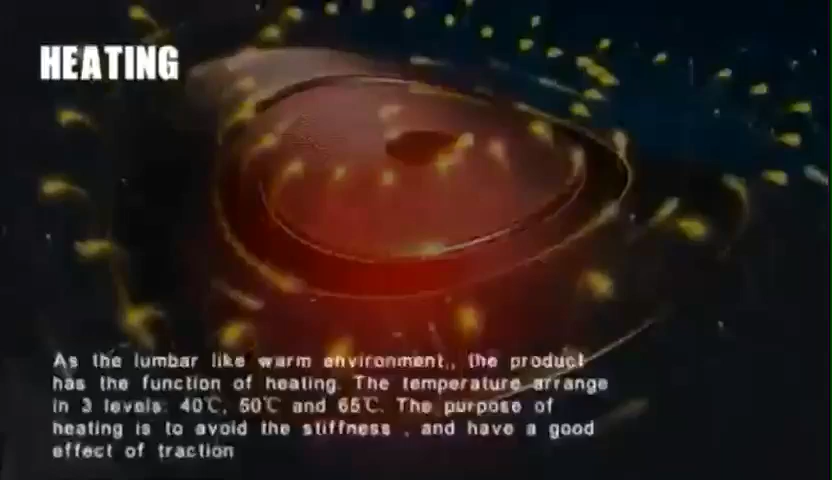 HEATING
As the lumbar like warm environment,, the product
has the function of heating. The temperature arrange
in 3 levels: 40℃, 50℃ and 65℃. The purpose of
heating is to avoid the stiffness , and have a good
effect of traction